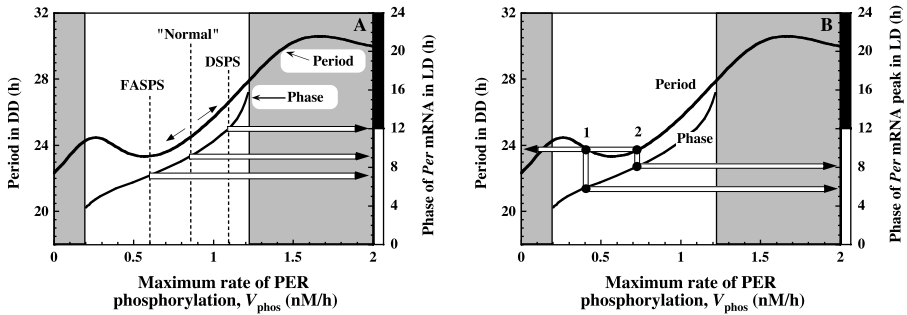 32
28
24
20
Period in DD (h)
A
"Normal"
DSPS
FASPS
Period
Phase
24
20
16
12
8
4
0
Phase of Per mRNA in LD (h)
0
0.5
1
1.5
2
Maximum rate of PER
phosphorylation, Vphos (nM/h)
32
28
24
20
Period in DD (h)
B
Period
Phase
1
2
24
20
16
12
8
4
0
Phase of Per mRNA peak in LD (h)
0
0.5
1
1.5
2
Maximum rate of PER
phosphorylation, Vphos (nM/h)